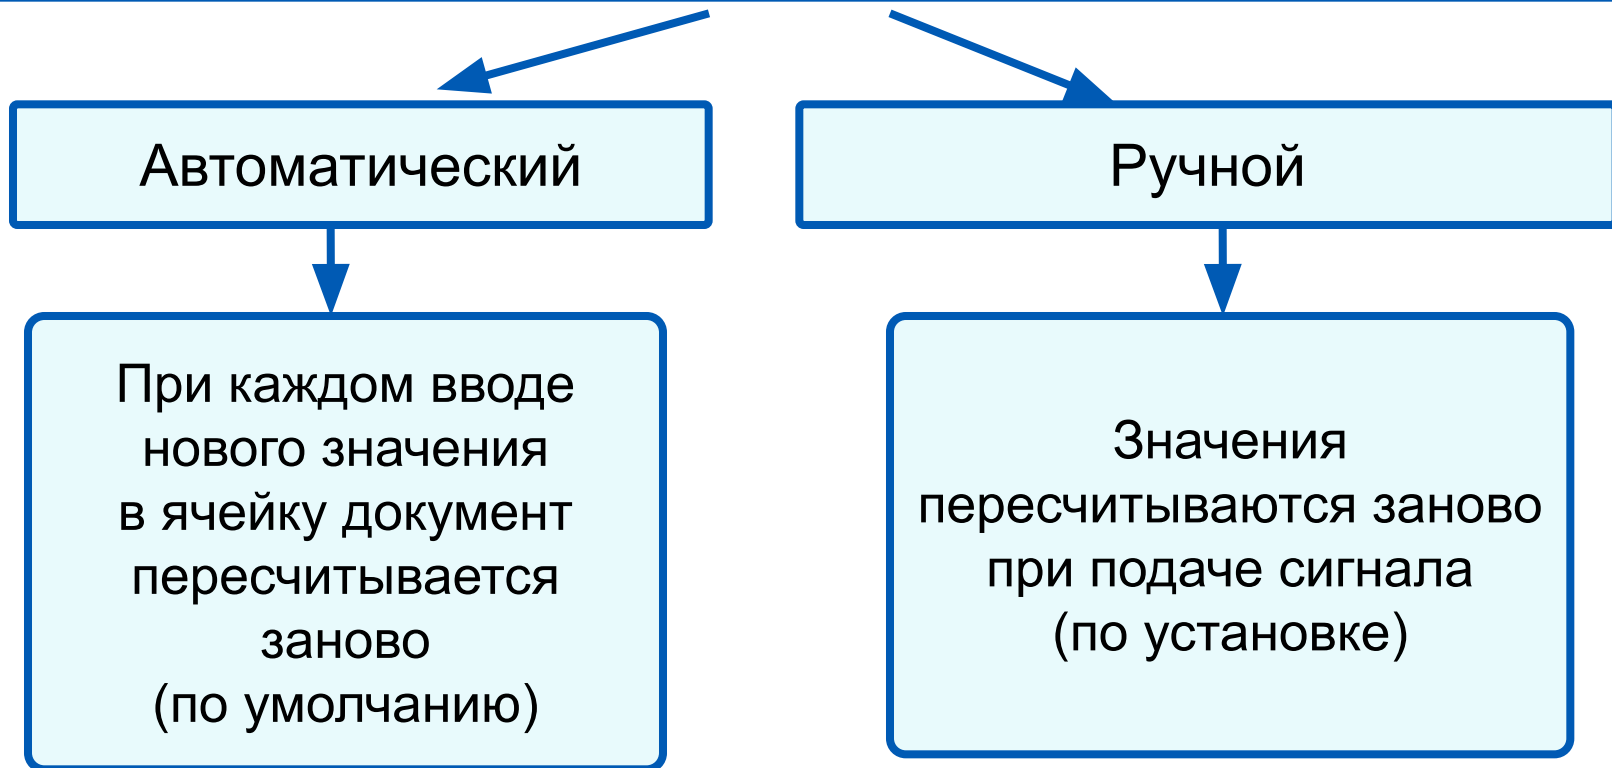 Автоматический
Ручной
При каждом вводе
нового значения
в ячейку документ
пересчитывается
заново
(по умолчанию)
Значения
пересчитываются заново
при подаче сигнала
(по установке)